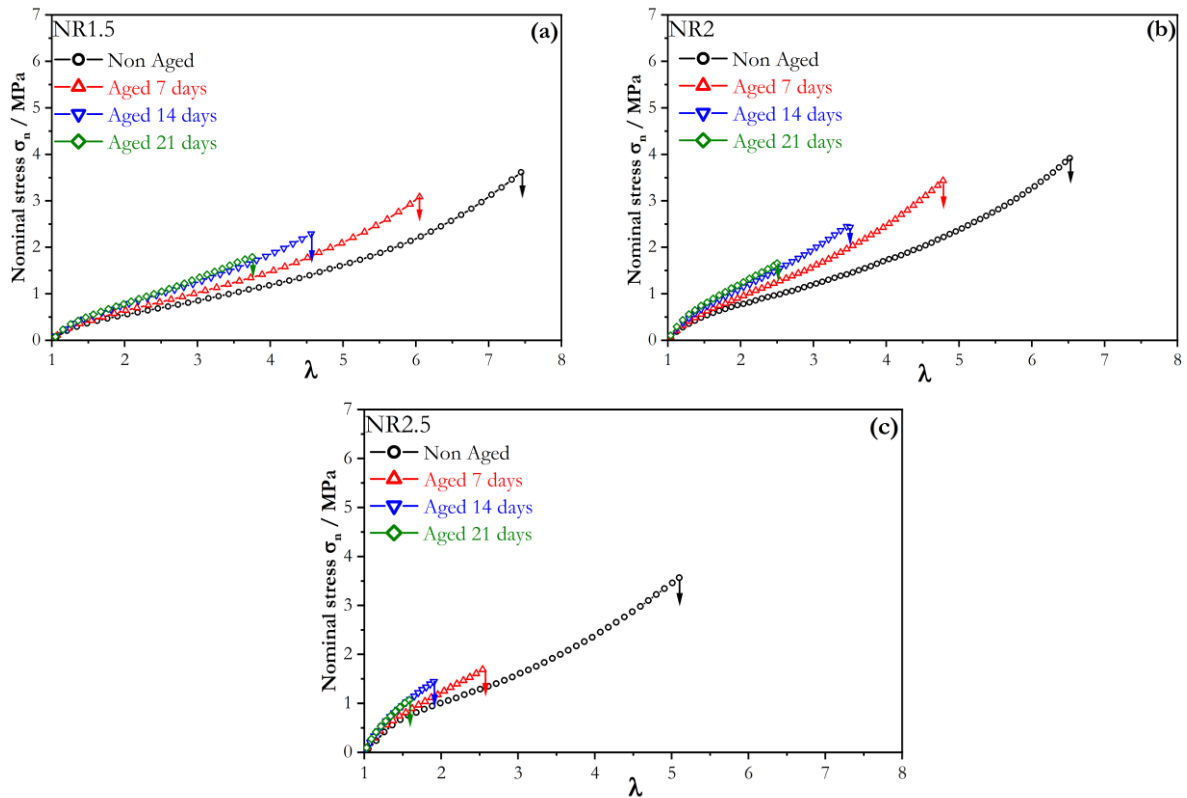 NR1.5
(a)
Non Aged
Aged 7 days
Aged 14 days
Aged 21 days
Nominal stress σn / MPa
7
6
5
4
3
2
1
0
1 2 3 4 5 6 7 8
λ
NR2
(b)
Non Aged
Aged 7 days
Aged 14 days
Aged 21 days
Nominal stress σn / MPa
7
6
5
4
3
2
1
0
1 2 3 4 5 6 7 8
λ
NR2.5
(c)
Non Aged
Aged 7 days
Aged 14 days
Aged 21 days
Nominal stress σn / MPa
7
6
5
4
3
2
1
0
1 2 3 4 5 6 7 8
λ